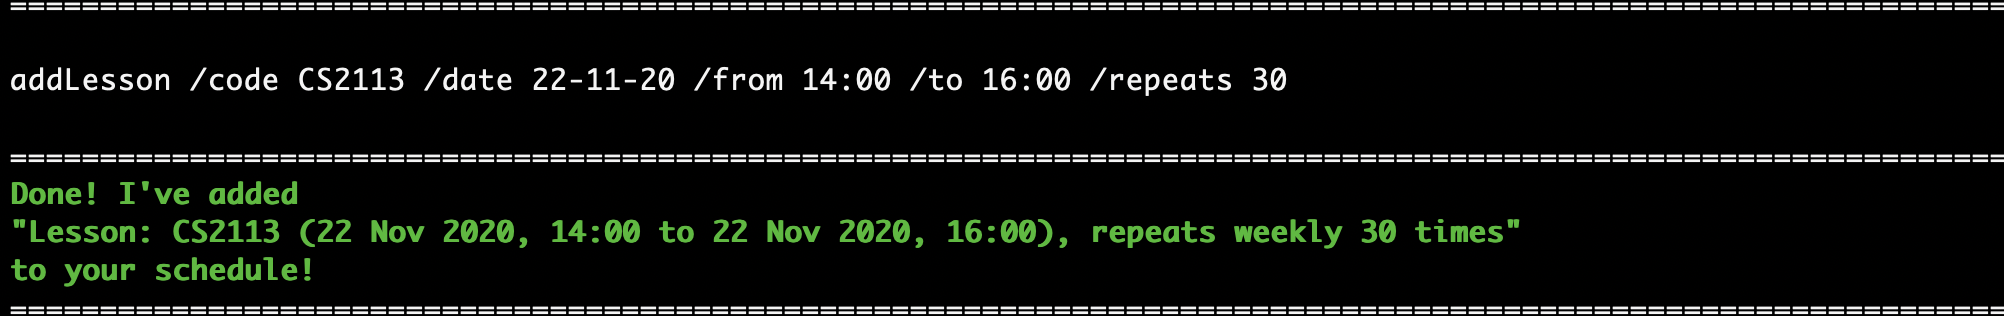 ================================================================================================================
addLesson /code CS2113 /date 22-11-20 /from 14:00 /to 16:00 /repeats 30
================================================================================================================
Done! I've added
"Lesson: CS2113 (22 Nov 2020, 14:00 to 22 Nov 2020, 16:00), repeats weekly 30 times"
to your schedule!
================================================================================================================